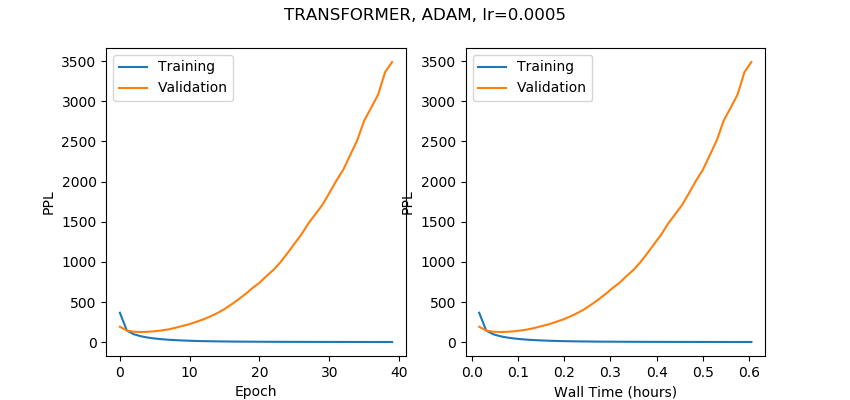 TRANSFORMER, ADAM, lr=0.0005
Training
Validation
3500
3000
2500
2000
1500
1000
500
0
PPL
0 10 20 30 40
Epoch
Training
Validation
3500
3000
2500
2000
1500
1000
500
0
PPL
0.0 0.1 0.2 0.3 0.4 0.5 0.6
Wall Time (hours)